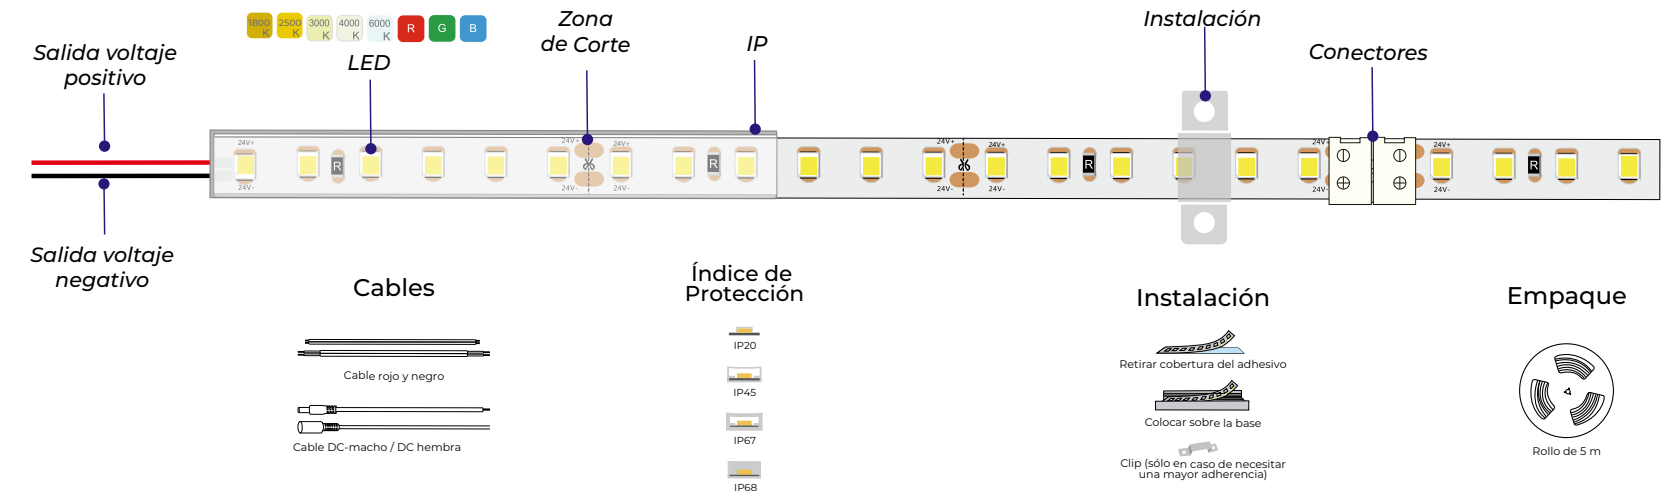 1800 K
2500 K
3000 K
4000 K
6000 K
R
G
B
Salida voltaje
positivo
LED
Zona
de Corte
IP
Instalación
Conectores
24V+
24V+
24V+
24V+
24V+
24V+
24V+
R
R
R
R
24V-
24V-
24V-
24V-
24V-
24V-
24V-
Salida voltaje
negativo
Cables
Cable rojo y negro
Cable DC-macho / DC hembra
Índice de
Protección
IP20
IP45
IP67
IP68
Instalación
Retirar cobertura del adhesivo
Colocar sobre la base
Clip (sólo en caso de necesitar
una mayor adherencia)
Empaque
Rollo de 5 m